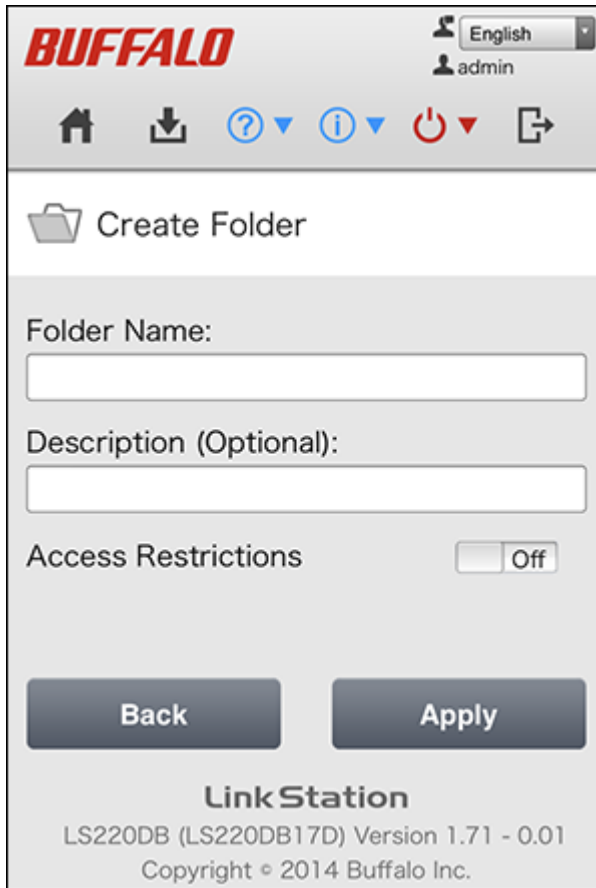 BUFFALO
English
admin
Create Folder
Folder Name:
Description (Optional):
Access Restrictions
Off
Back
Apply
LinkStation
LS220DB (LS220DB17D) Version 1.71 - 0.01
Copyright © 2014 Buffalo Inc.